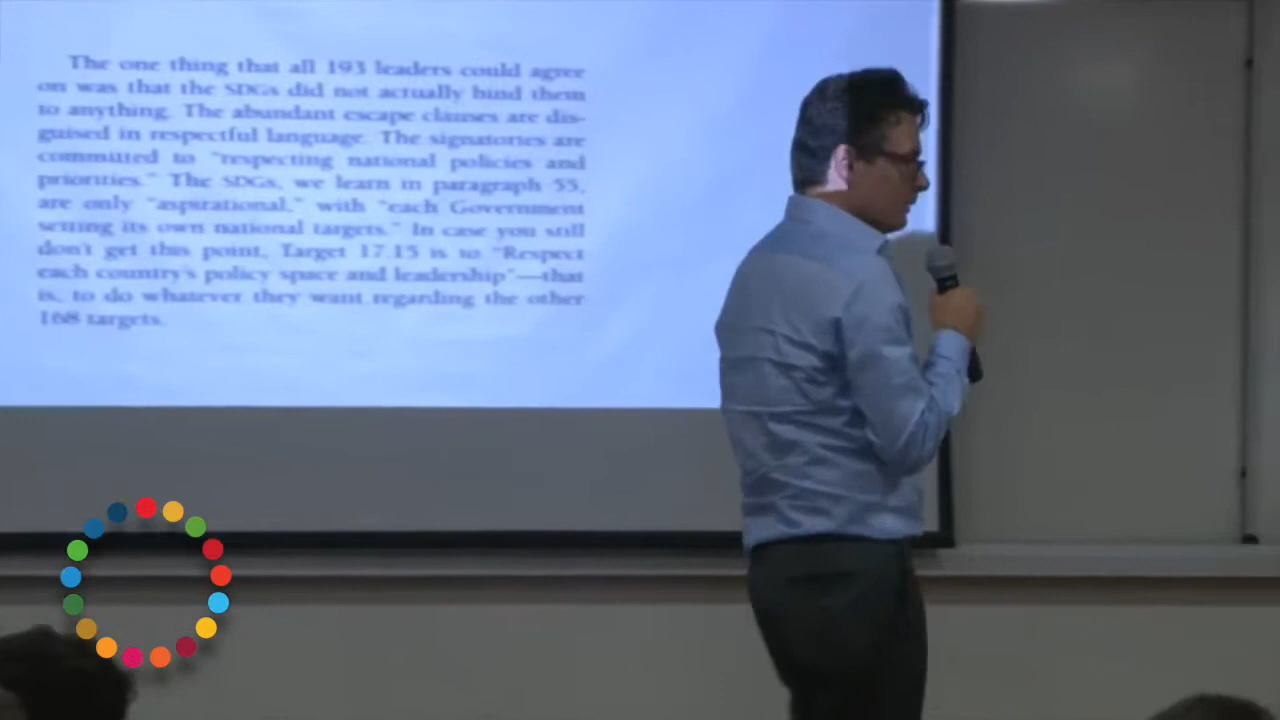 The one thing that all 193 leaders could agree
on was that the SDGs did not actually bind them
to anything. The abundant escape clauses are dis-
guised in respectful language. The signatories are
committed to "respecting national policies and
priorities." The SDGs, we learn in paragraph 55,
are only "aspirational," with "each Government
setting its own national targets." In case you still
don't get this point, Target 17.15 is to "Respect
each country's policy space and leadership"—that
is, to do whatever they want regarding the other
168 targets.